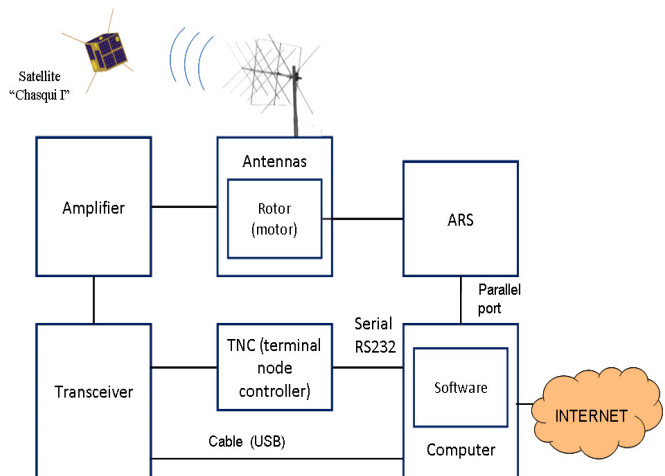 Satellite
“Chasqui I”
Antennas
Amplifier
Rotor
(motor)
ARS
Parallel
port
Transceiver
TNC (terminal
node
controller)
Serial
RS232
Software
INTERNET
Cable (USB)
Computer